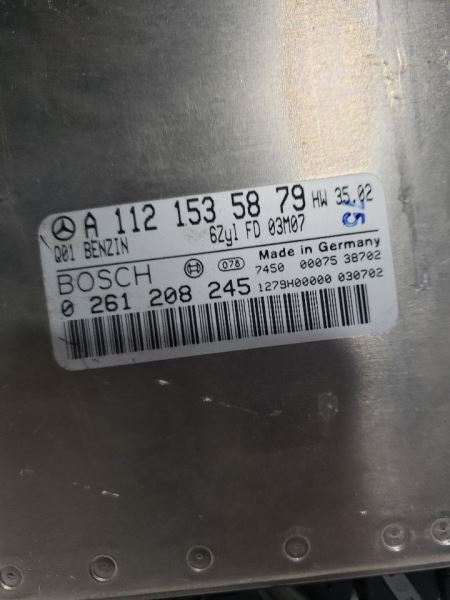 A 112 153 58 79 HW 35.02
Q01 BENZIN 6Zyl FD 03M07
75
BOSCH 078 Made in Germany
7450 00075 38702
0 261 208 245 1279H00000 030702